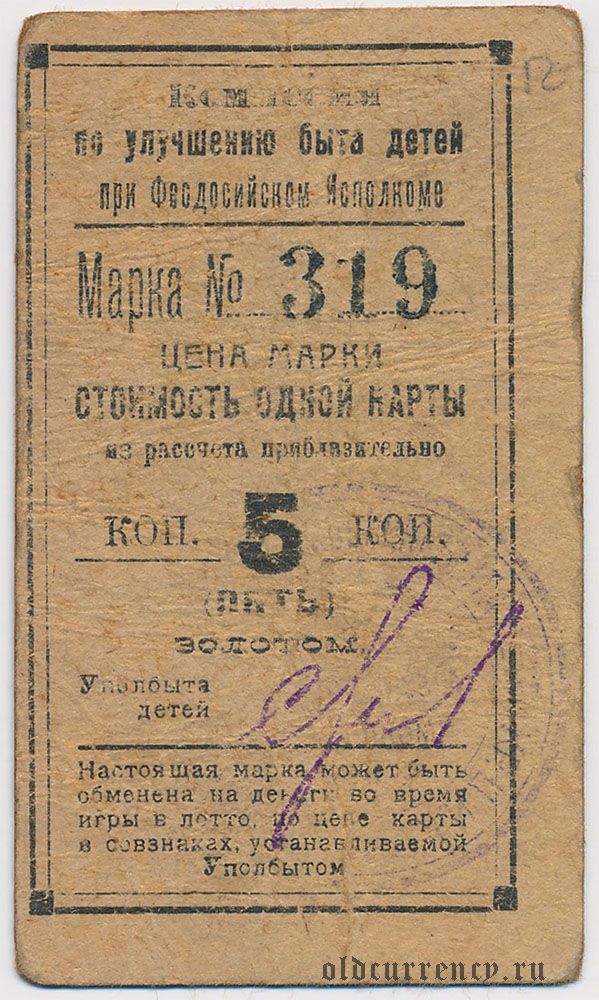 по улучшению быта детей
при Феодосийском Исполкоме
Марка № 319
ЦЕНА МАРКИ
СТОИМОСТЬ ОДНОЙ КАРТЫ
из рассчета приблизительно
КОП. 5 КОП.
(ПЯТЬ)
ЗОЛОТОМ.
Уполбыта
детей
Настоящая марка может быть
обменена на деньги во время
игры в лотто, по цене карты
в совзнаках, устанавливаемой
Уполбытом
oldcurrency.ru